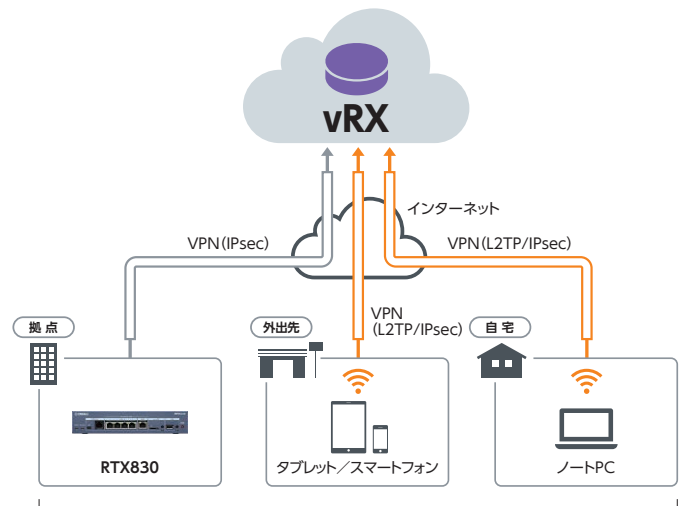 vRX
インターネット
VPN(IPsec)
VPN(L2TP/IPsec)
VPN
(L2TP/IPsec)
拠点
外出先
自宅
RTX830
タブレット／スマートフォン
ノートPC